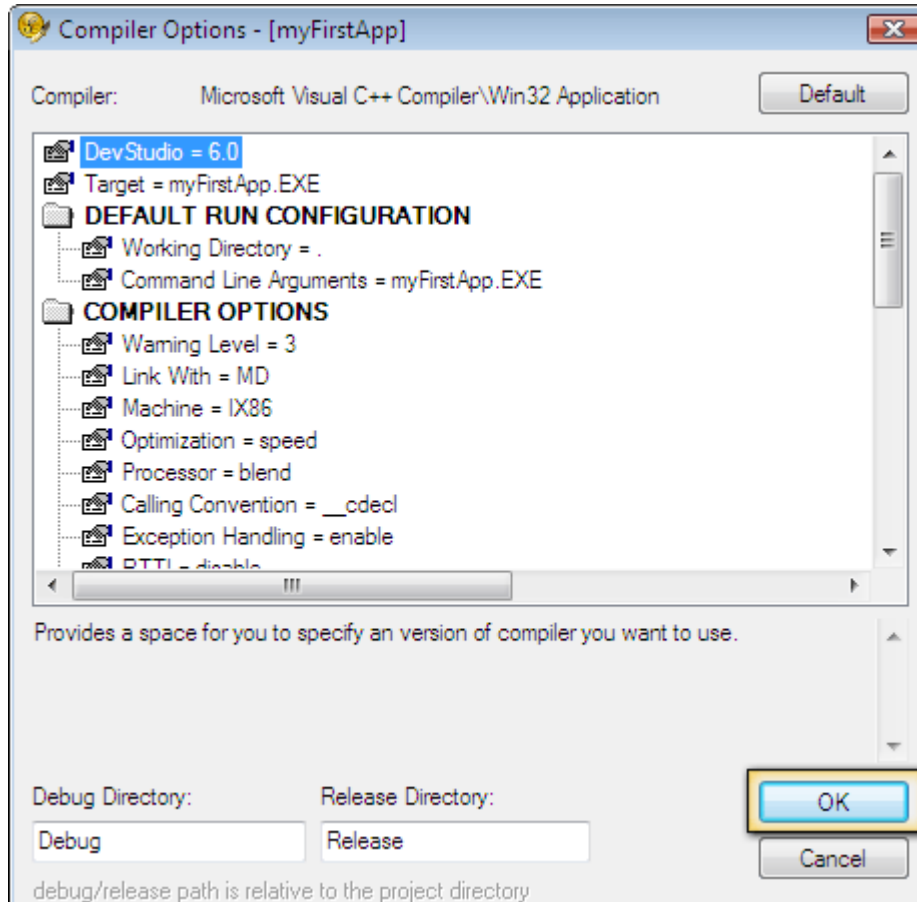 Compiler Options - [myFirstApp]
Compiler: Microsoft Visual C++ Compiler\Win32 Application Default
DevStudio = 6.0
Target = myFirstApp.EXE
DEFAULT RUN CONFIGURATION
Working Directory = .
Command Line Arguments = myFirstApp.EXE
COMPILER OPTIONS
Warning Level = 3
Link With = MD
Machine = IX86
Optimization = speed
Processor = blend
Calling Convention = __cdecl
Exception Handling = enable
RTTI = disable
Provides a space for you to specify an version of compiler you want to use.
Debug Directory: Release Directory: OK
Debug Release
Cancel
debug/release path is relative to the project directory